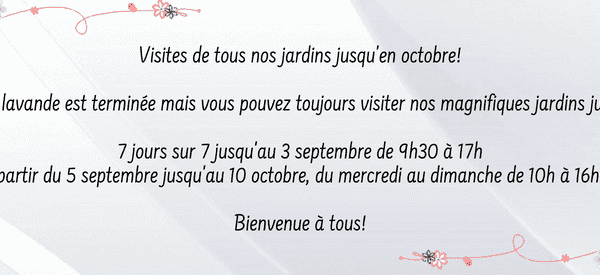 Visites de tous nos jardins jusqu'en octobre!
lavande est terminée mais vous pouvez toujours visiter nos magnifiques jardins
7 jours sur 7 jusqu'au 3 septembre de 9h30 à 17h
partir du 5 septembre jusqu'au 10 octobre, du mercredi au dimanche de 10h à 16h
Bienvenue à tous!